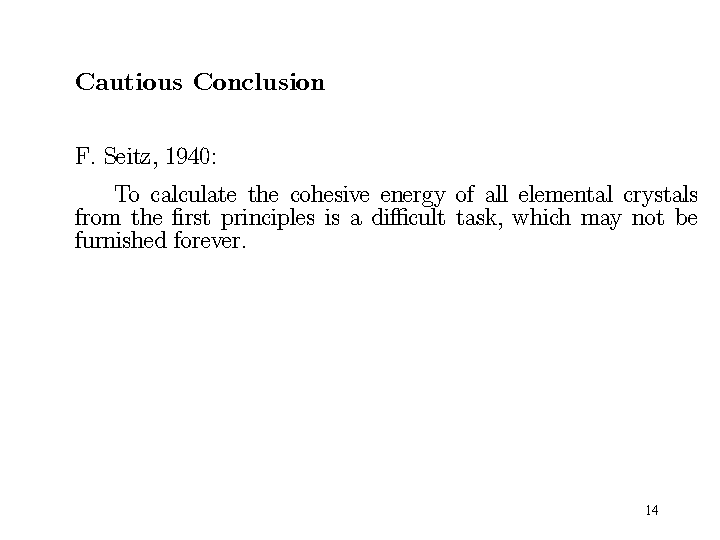 Cautious Conclusion
F. Seitz, 1940:
To calculate the cohesive energy of all elemental crystals
from the first principles is a difficult task, which may not be
furnished forever.
14